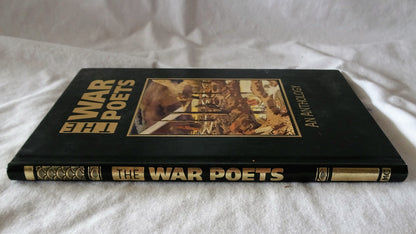 THE WAR
POETS
AN ANTHOLOGY
THE WAR POETS